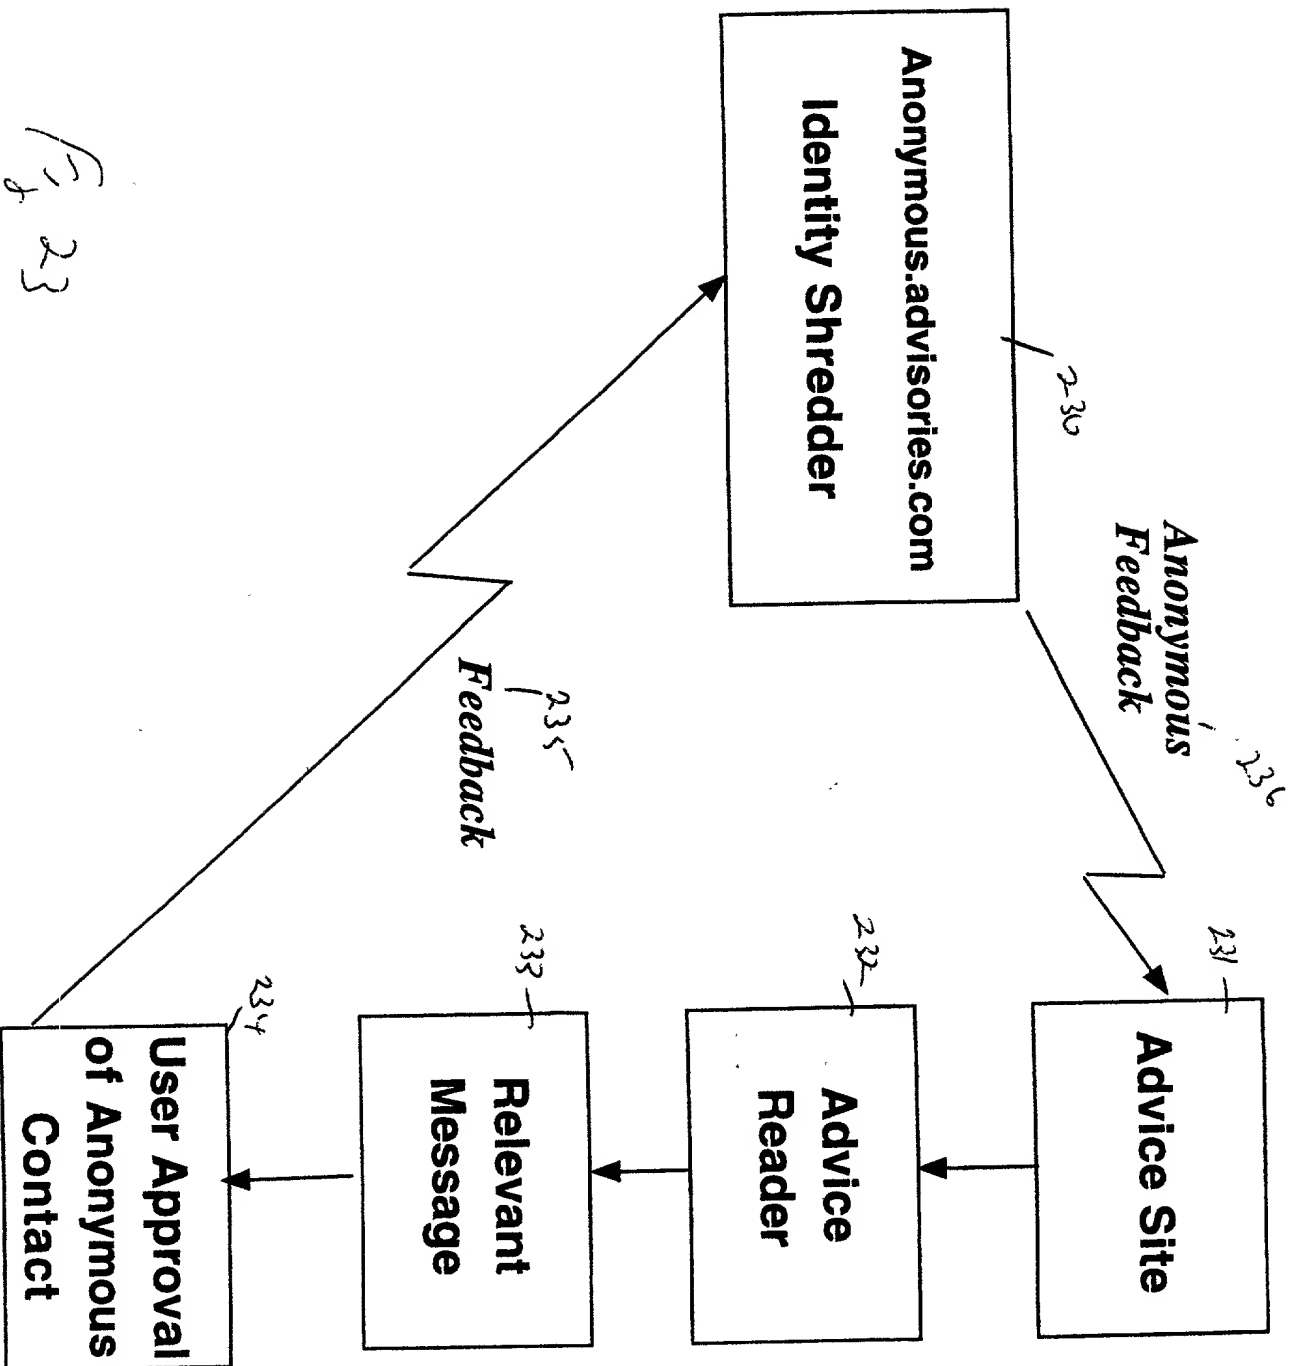 231
Advice Site
236
Anonymous
Feedback
236
Anonymous.advisories.com
Identity Shredder
232
Advice
Reader
233
Relevant
Message
235
Feedback
234
User Approval
of Anonymous
Contact
Fig. 23